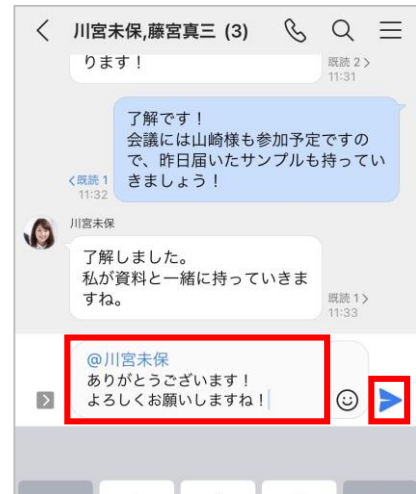 川宮未保,藤宮真三 (3)
ります！
既読 2
11:31
了解です！
会議には山崎様も参加予定ですの
で、昨日届いたサンプルも持ってい
きましょう！
既読 1
11:32
川宮未保
了解しました。
私が資料と一緒に持っていきま
すね。
既読 1
11:33
@川宮未保
ありがとうございます！
よろしくお願いしますね！